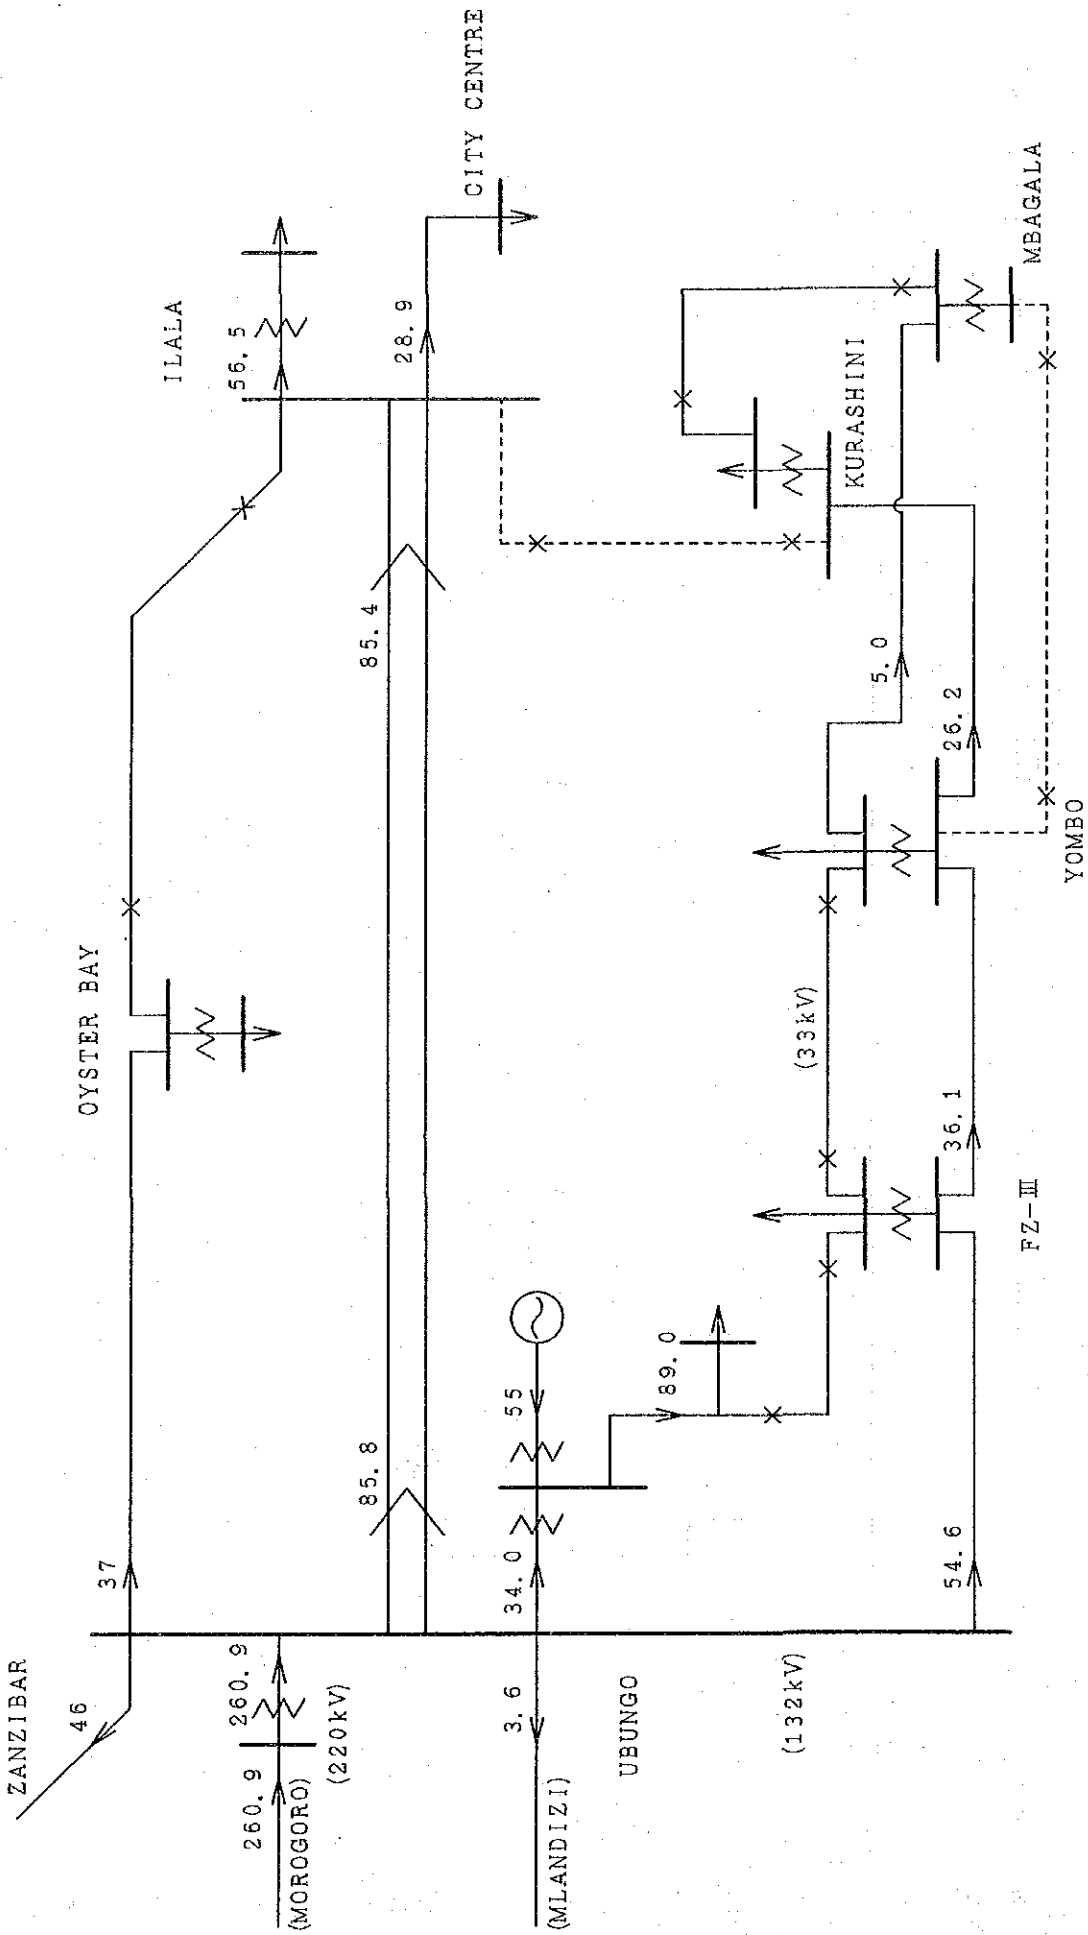 ZANZIBAR
46
37
OYSTER BAY
ILALA
56.5
260.9
260.9
(MOROGORO)
(220kV)
85.8
85.4
28.9
CITY CENTRE
34.0
55
3.6
(MLANDIZI)
UBUNGO
89.0
(132kV)
(33kV)
5.0
KURASHINI
54.6
36.1
26.2
FZ-III
YOMBO
MBAGALA